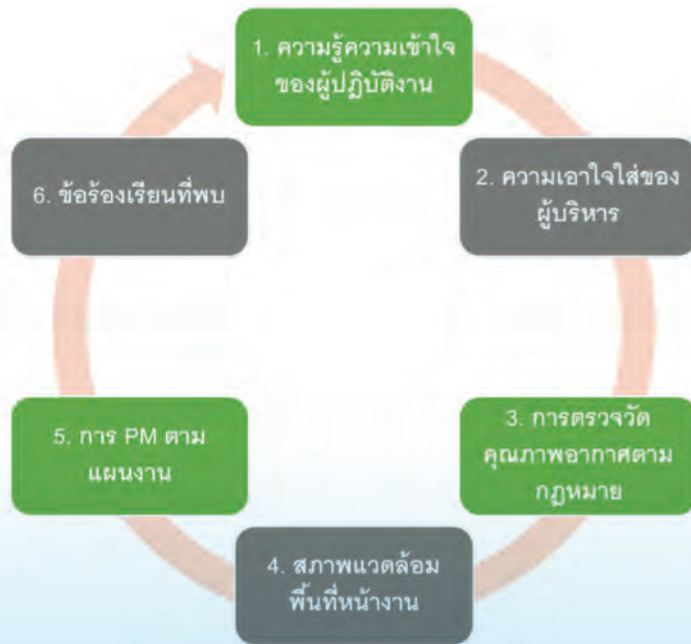 1. ความรู้ความเข้าใจ
ของผู้ปฏิบัติงาน
2. ความเอาใจใส่ของ
ผู้บริหาร
3. การตรวจวัด
คุณภาพอากาศตาม
กฎหมาย
4. สภาพแวดล้อม
พื้นที่หน้างาน
5. การ PM ตาม
แผนงาน
6. ข้อร้องเรียนที่พบ